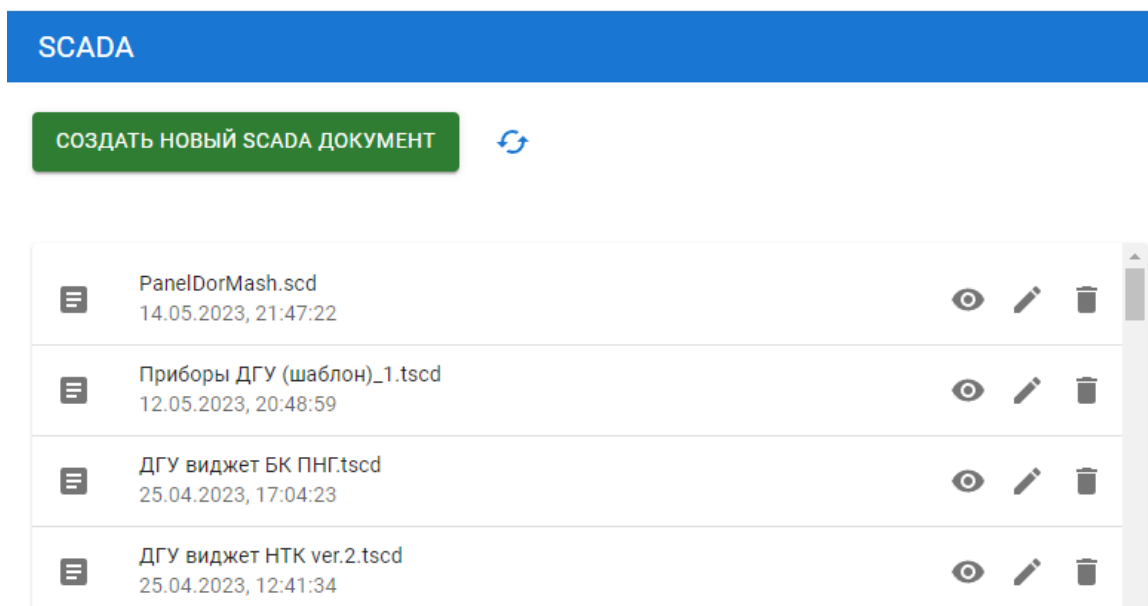 SCADA
СОЗДАТЬ НОВЫЙ SCADA ДОКУМЕНТ
PanelDorMash.scd
14.05.2023, 21:47:22
Приборы ДГУ (шаблон)_1.tscd
12.05.2023, 20:48:59
ДГУ виджет БК ПНГ.tscd
25.04.2023, 17:04:23
ДГУ виджет НТК ver.2.tscd
25.04.2023, 12:41:34